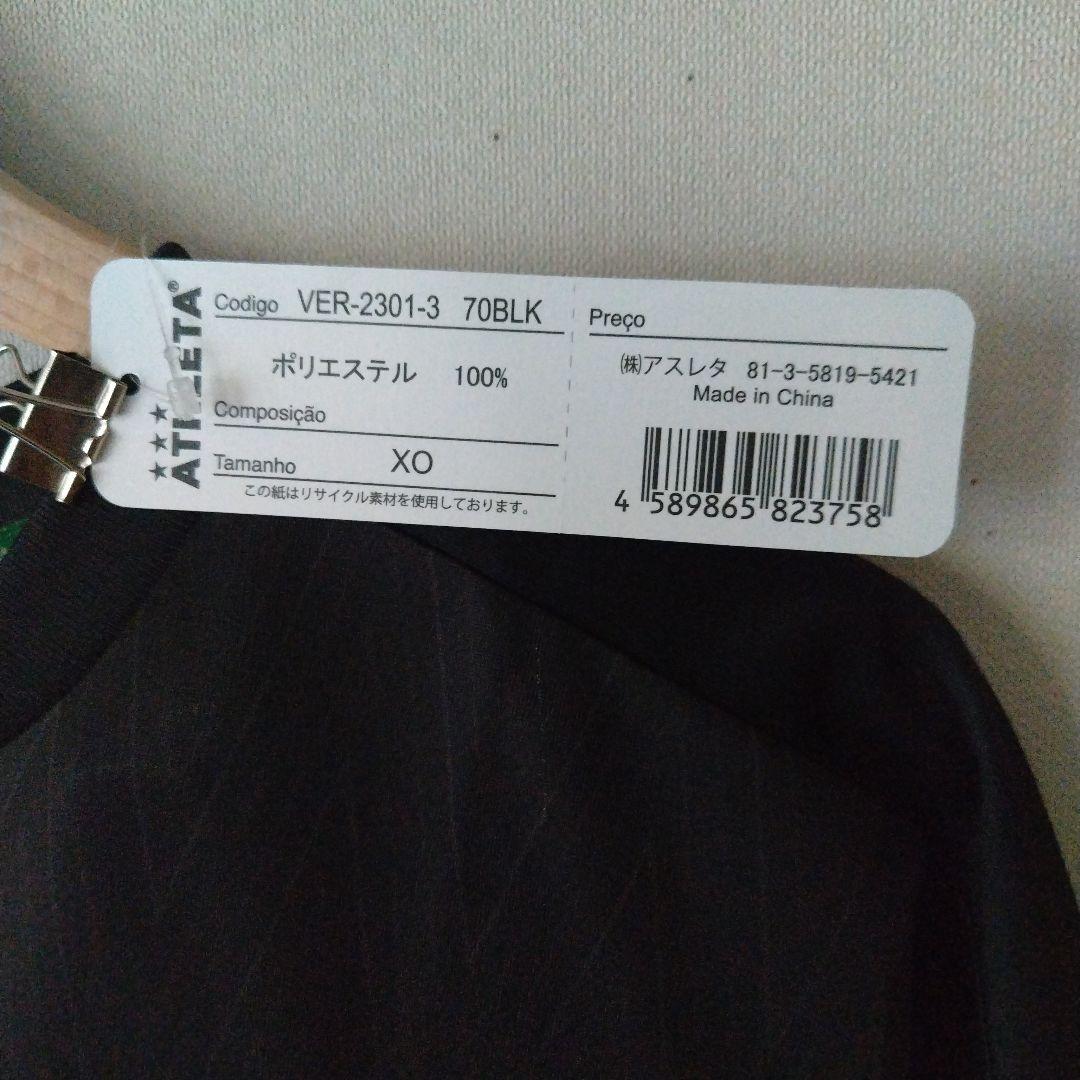 ATHLETA®
Codigo VER-2301-3 70BLK
ポリエステル 100%
Composição
Tamanho XO
この紙はリサイクル素材を使用しております。
Preço
㈱アスレタ 81-3-5819-5421
Made in China
4 589865 823758